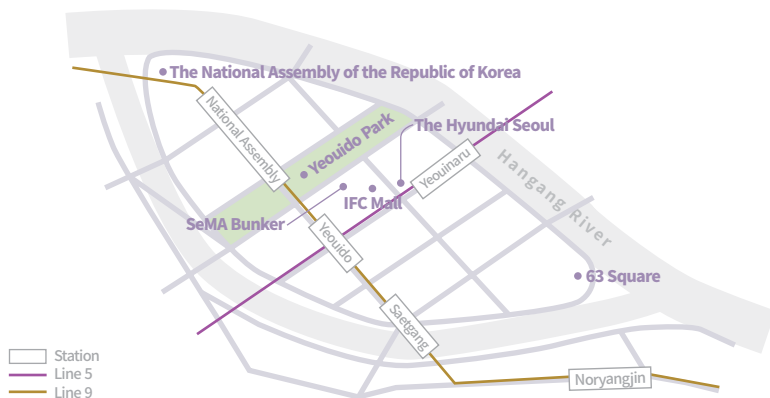 The National Assembly of the Republic of Korea
National Assembly
Yeouido Park
The Hyundai Seoul
Yeouinaru
Hangang River
IFC Mall
SeMA Bunker
Yeouido
63 Square
Saetgang
Noryangjin
Station
Line 5
Line 9